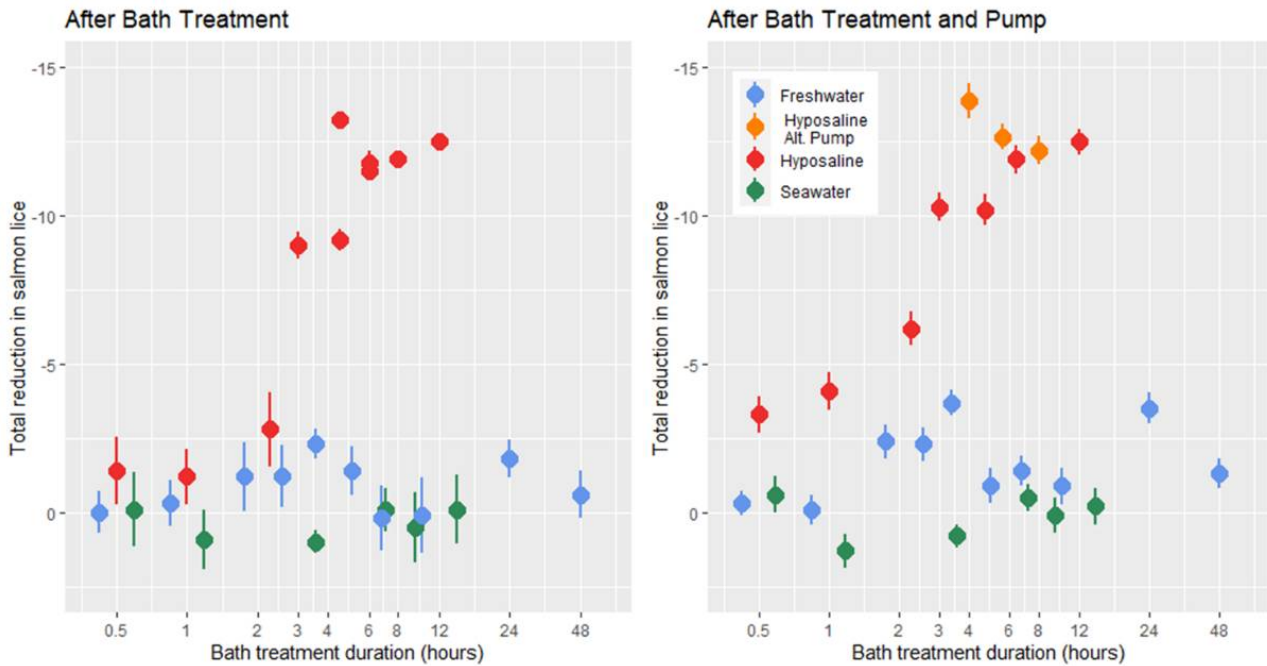 After Bath Treatment
-15
-10
-5
0
Total reduction in salmon lice
0.5 1 2 3 4 6 8 12 24 48
Bath treatment duration (hours)
After Bath Treatment and Pump
Freshwater
Hyposaline
Alt. Pump
Hyposaline
Seawater
-15
-10
-5
0
Total reduction in salmon lice
0.5 1 2 3 4 6 8 12 24 48
Bath treatment duration (hours)